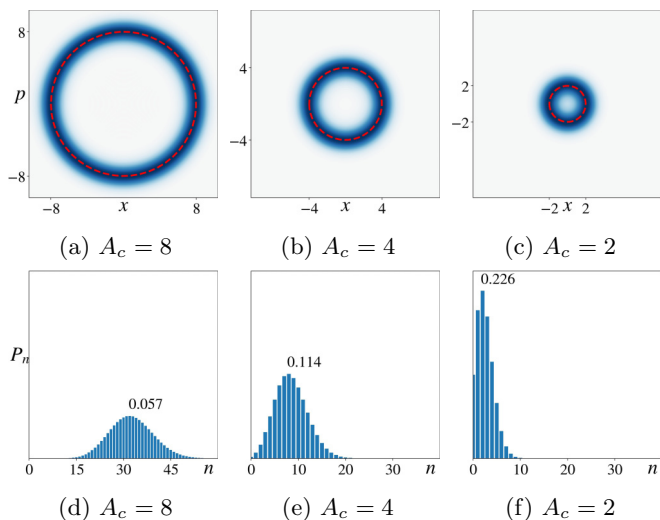 8
p
−8
−8
x
8
(a) A_c = 8
4
−4
−4
x
4
(b) A_c = 4
2
−2
−2
x
2
(c) A_c = 2
P_n
0.057
0
15
30
45
n
(d) A_c = 8
0.114
0
10
20
30
n
(e) A_c = 4
0.226
0
10
20
30
n
(f) A_c = 2